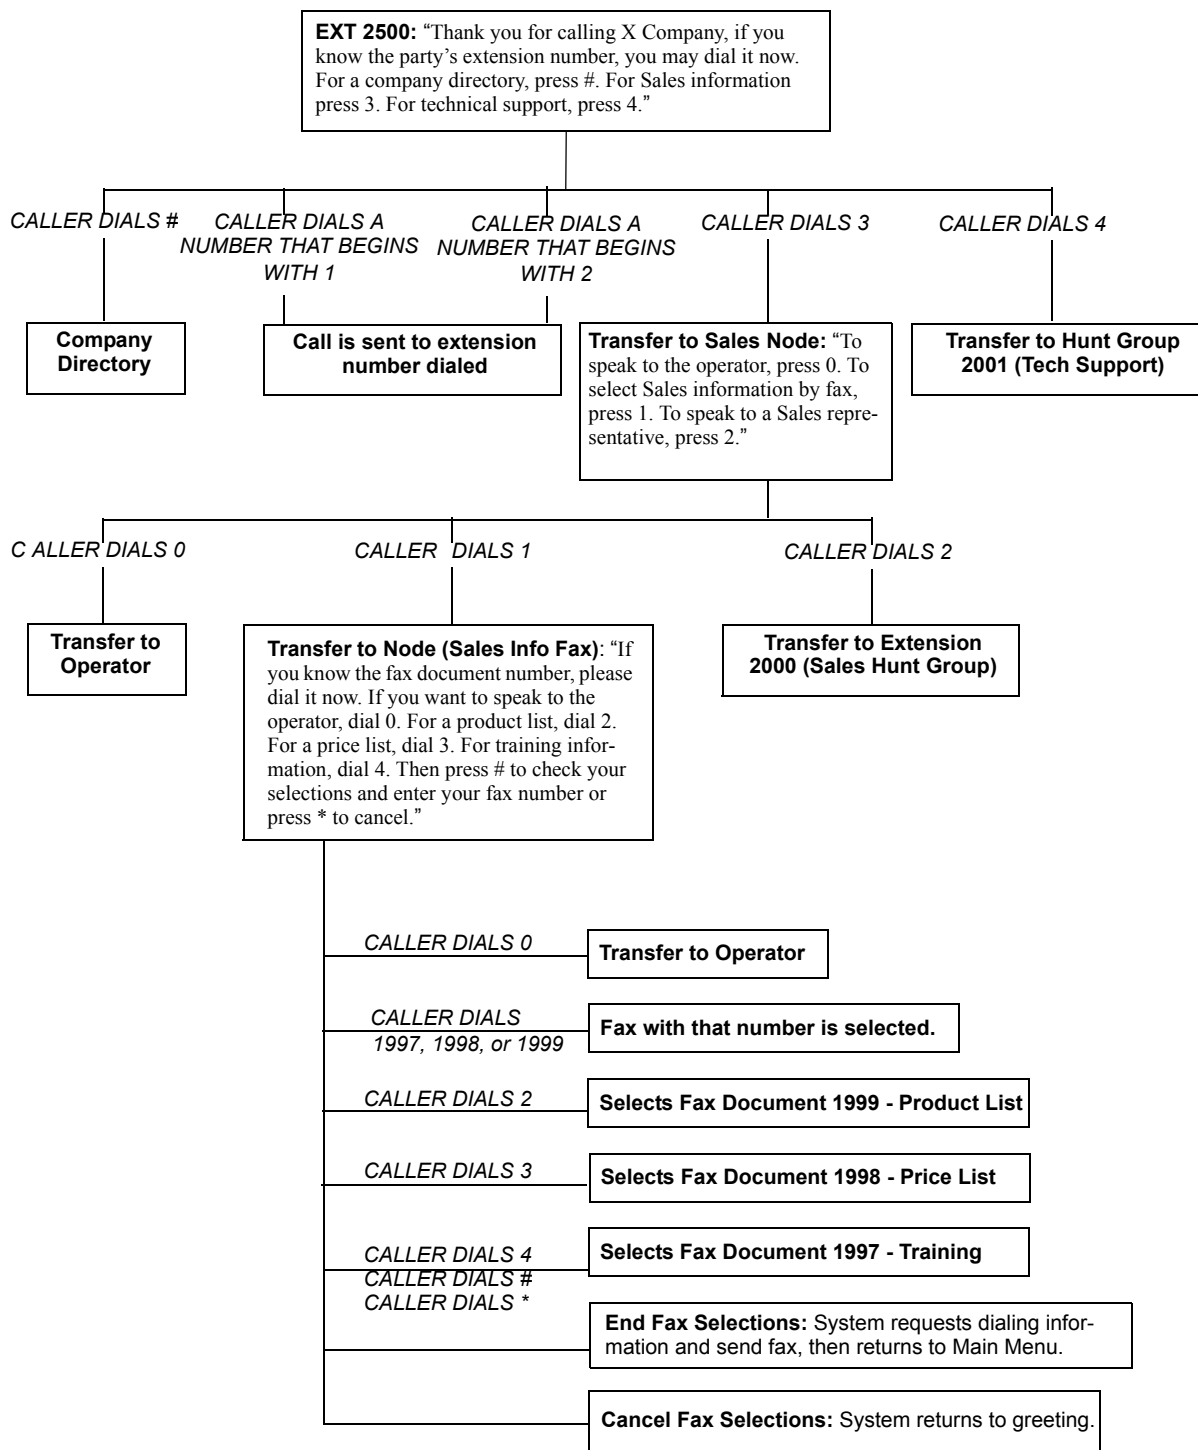 EXT 2500: “Thank you for calling X Company, if you
know the party’s extension number, you may dial it now.
For a company directory, press #. For Sales information
press 3. For technical support, press 4.”
CALLER DIALS #
CALLER DIALS A
NUMBER THAT BEGINS
WITH 1
CALLER DIALS A
NUMBER THAT BEGINS
WITH 2
CALLER DIALS 3
CALLER DIALS 4
Company
Directory
Call is sent to extension
number dialed
Transfer to Sales Node: “To
speak to the operator, press 0. To
select Sales information by fax,
press 1. To speak to a Sales repre-
sentative, press 2.”
Transfer to Hunt Group
2001 (Tech Support)
C ALLER DIALS 0
CALLER DIALS 1
CALLER DIALS 2
Transfer to
Operator
Transfer to Node (Sales Info Fax): “If
you know the fax document number, please
dial it now. If you want to speak to the
operator, dial 0. For a product list, dial 2.
For a price list, dial 3. For training infor-
mation, dial 4. Then press # to check your
selections and enter your fax number or
press * to cancel.”
Transfer to Extension
2000 (Sales Hunt Group)
CALLER DIALS 0
Transfer to Operator
CALLER DIALS
1997, 1998, or 1999
Fax with that number is selected.
CALLER DIALS 2
Selects Fax Document 1999 - Product List
CALLER DIALS 3
Selects Fax Document 1998 - Price List
CALLER DIALS 4
Selects Fax Document 1997 - Training
CALLER DIALS #
CALLER DIALS *
End Fax Selections: System requests dialing infor-
mation and send fax, then returns to Main Menu.
Cancel Fax Selections: System returns to greeting.